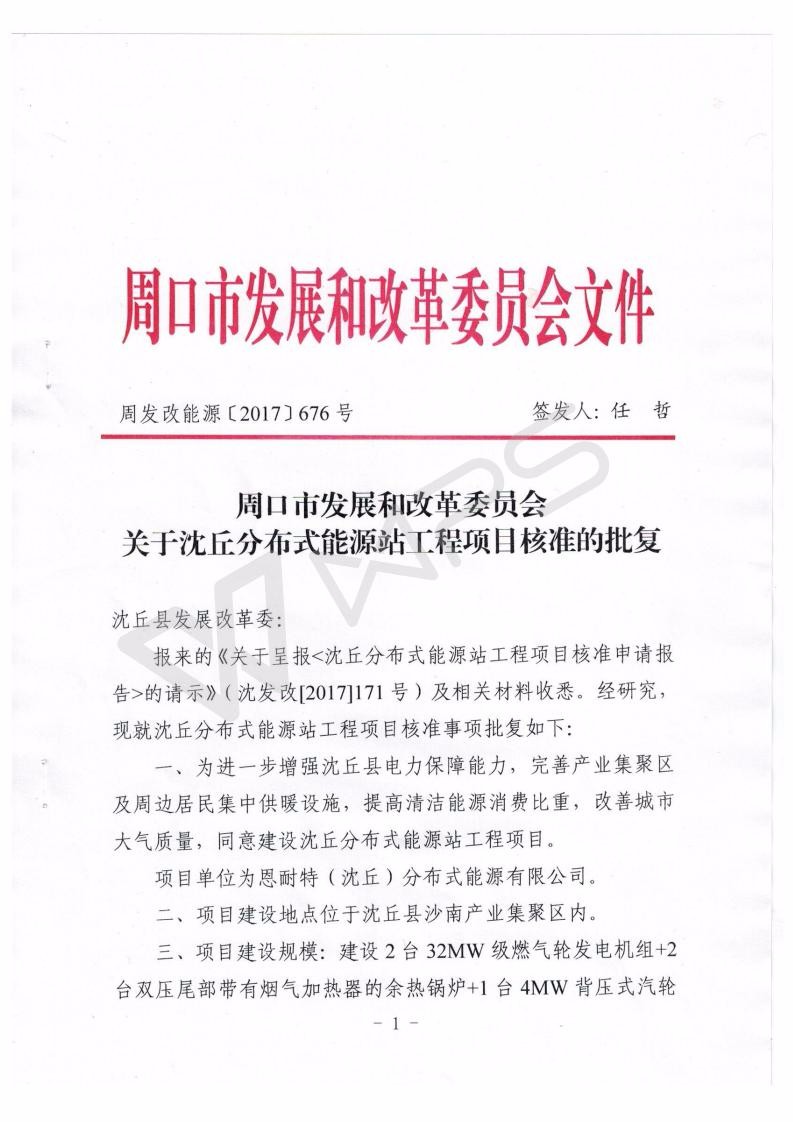 周口市发展和改革委员会文件
周发改能源〔2017〕676号 签发人：任 哲
周口市发展和改革委员会
关于沈丘分布式能源站工程项目核准的批复
沈丘县发展改革委：
报来的《关于呈报<沈丘分布式能源站工程项目核准申请报
告>的请示》（沈发改[2017]171号）及相关材料收悉。经研究，
现就沈丘分布式能源站工程项目核准事项批复如下：
一、为进一步增强沈丘县电力保障能力，完善产业集聚区
及周边居民集中供暖设施，提高清洁能源消费比重，改善城市
大气质量，同意建设沈丘分布式能源站工程项目。
项目单位为恩耐特（沈丘）分布式能源有限公司。
二、项目建设地点位于沈丘县沙南产业集聚区内。
三、项目建设规模：建设2台32MW级燃气轮发电机组+2
台双压尾部带有烟气加热器的余热锅炉+1台4MW背压式汽轮
- 1 -
WPS